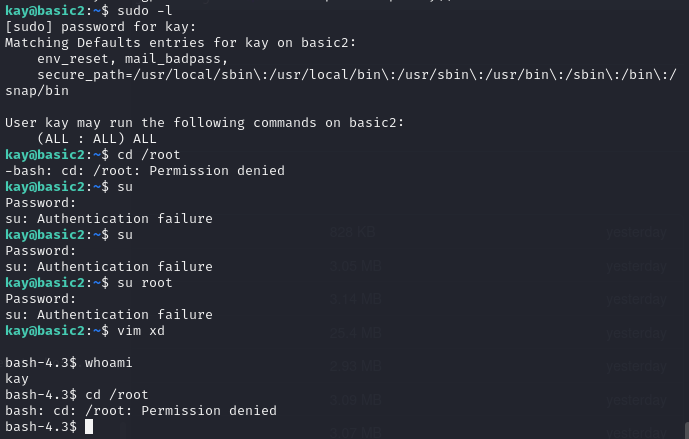 kay@basic2:~$ sudo -l
[sudo] password for kay:
Matching Defaults entries for kay on basic2:
    env_reset, mail_badpass,
    secure_path=/usr/local/sbin\:/usr/local/bin\:/usr/sbin\:/usr/bin\:/sbin\:/bin\:/
snap/bin

User kay may run the following commands on basic2:
    (ALL : ALL) ALL
kay@basic2:~$ cd /root
-bash: cd: /root: Permission denied
kay@basic2:~$ su
Password:
su: Authentication failure
kay@basic2:~$ su
Password:
su: Authentication failure
kay@basic2:~$ su root
Password:
su: Authentication failure
kay@basic2:~$ vim xd

bash-4.3$ whoami
kay
bash-4.3$ cd /root
bash: cd: /root: Permission denied
bash-4.3$